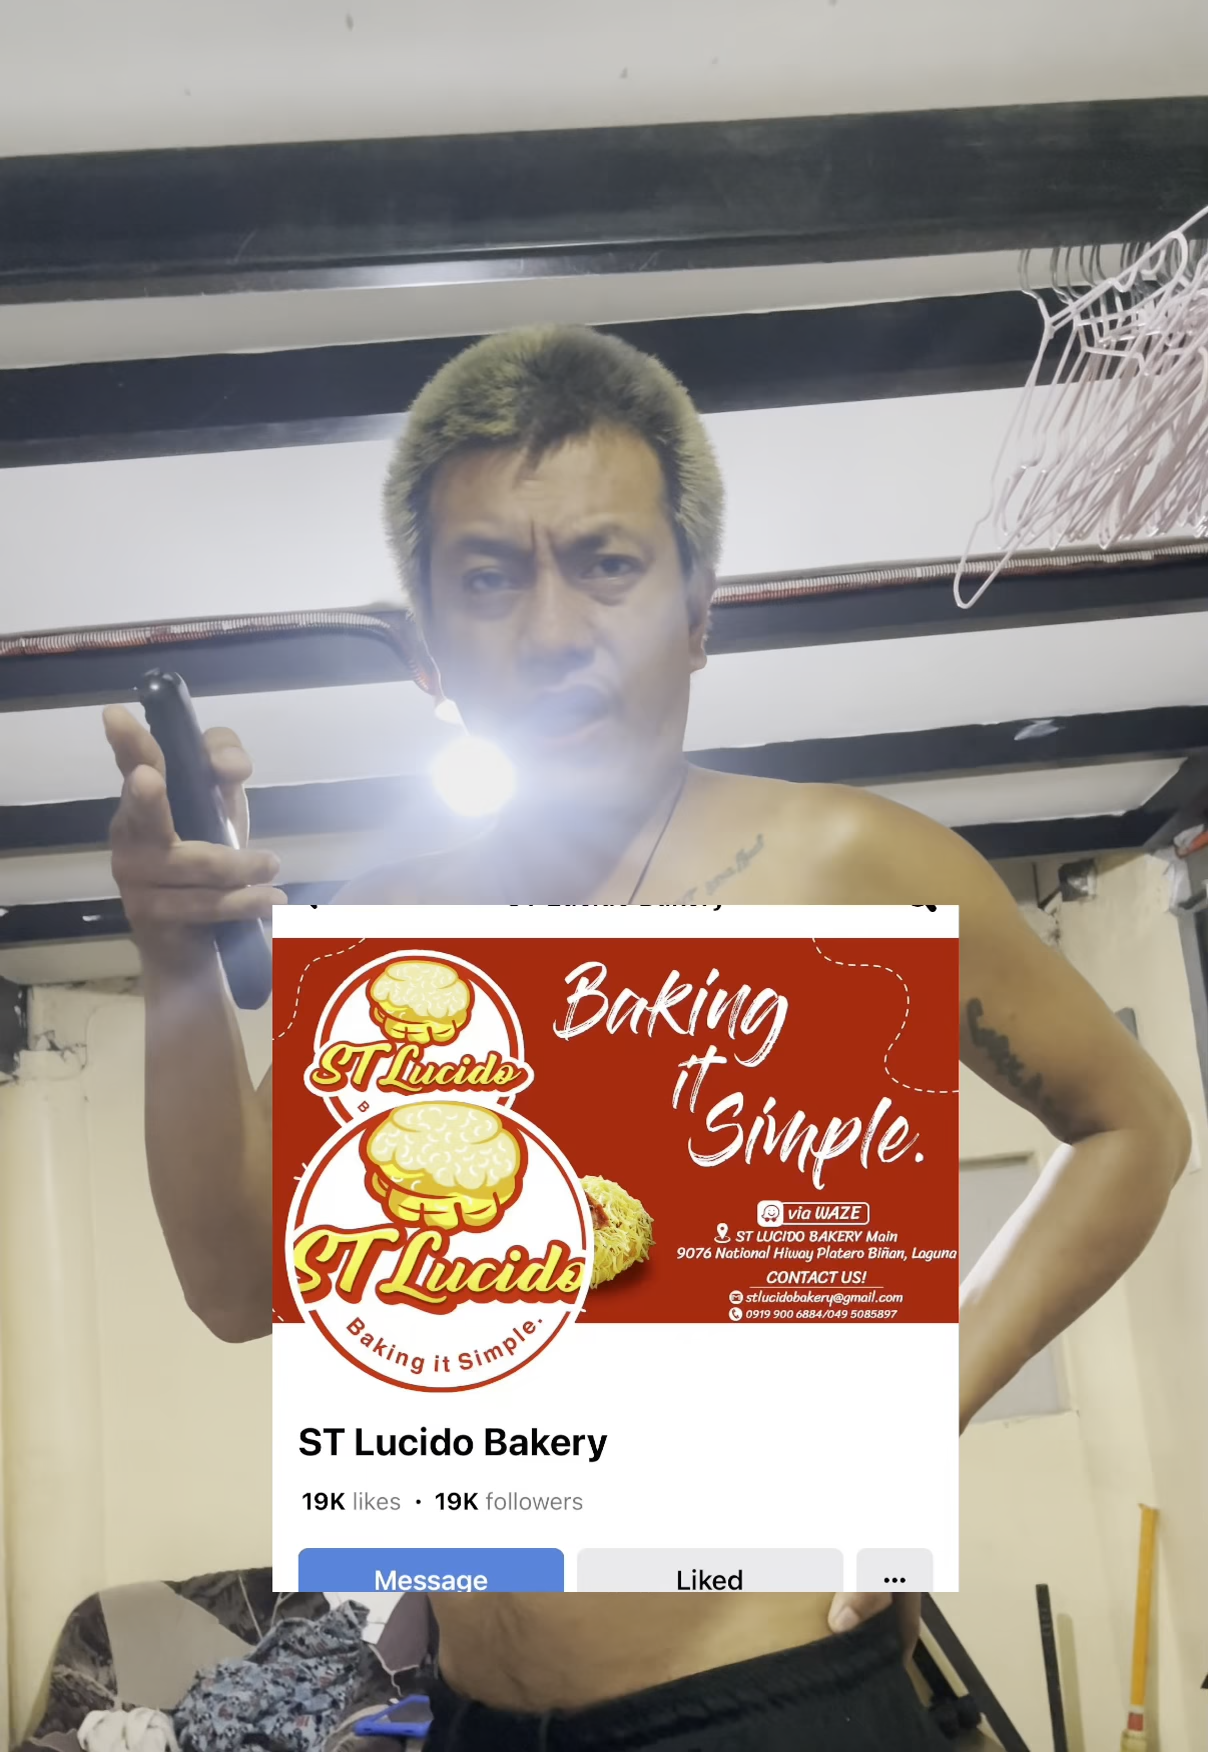 ST Lucido
Baking
it
Simple.
via WAZE
ST LUCIDO BAKERY Main
9076 National Hiway Platero Biñan, Laguna
CONTACT US!
stlucidobakery@gmail.com
0919 900 6884/049 5085897
ST Lucido
Baking it Simple.
ST Lucido Bakery
19K likes · 19K followers
Message
Liked